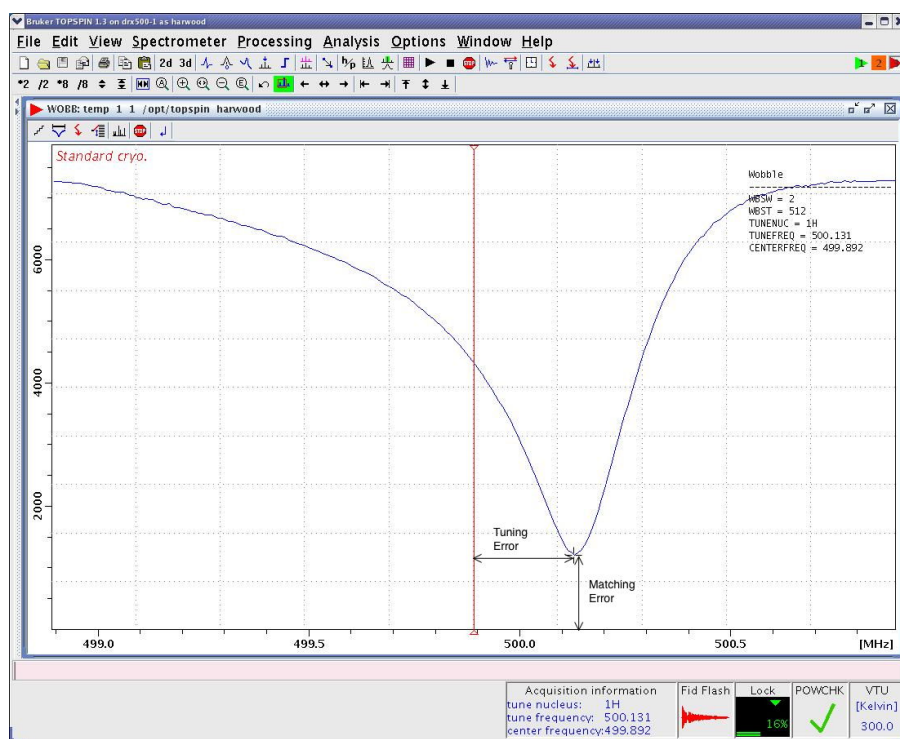 Bruker TOPSPIN 1.3 on drx500-1 as harwood
File Edit View Spectrometer Processing Analysis Options Window Help
2d 3d
*2 /2 *8 /8
1 2
WOBB: temp 1 1 /opt/topspin harwood
Standard cryo.
Wobble
WBSW = 2
WBST = 512
TUNENUC = 1H
TUNEFREQ = 500.131
CENTERFREQ = 499.892
6000
4000
2000
Tuning
Error
Matching
Error
499.0 499.5 500.0 500.5 [MHz]
Acquisition information
tune nucleus: 1H
tune frequency: 500.131
center frequency:499.892
Fid Flash
Lock
16%
POWCHK
VTU
[Kelvin]
300.0